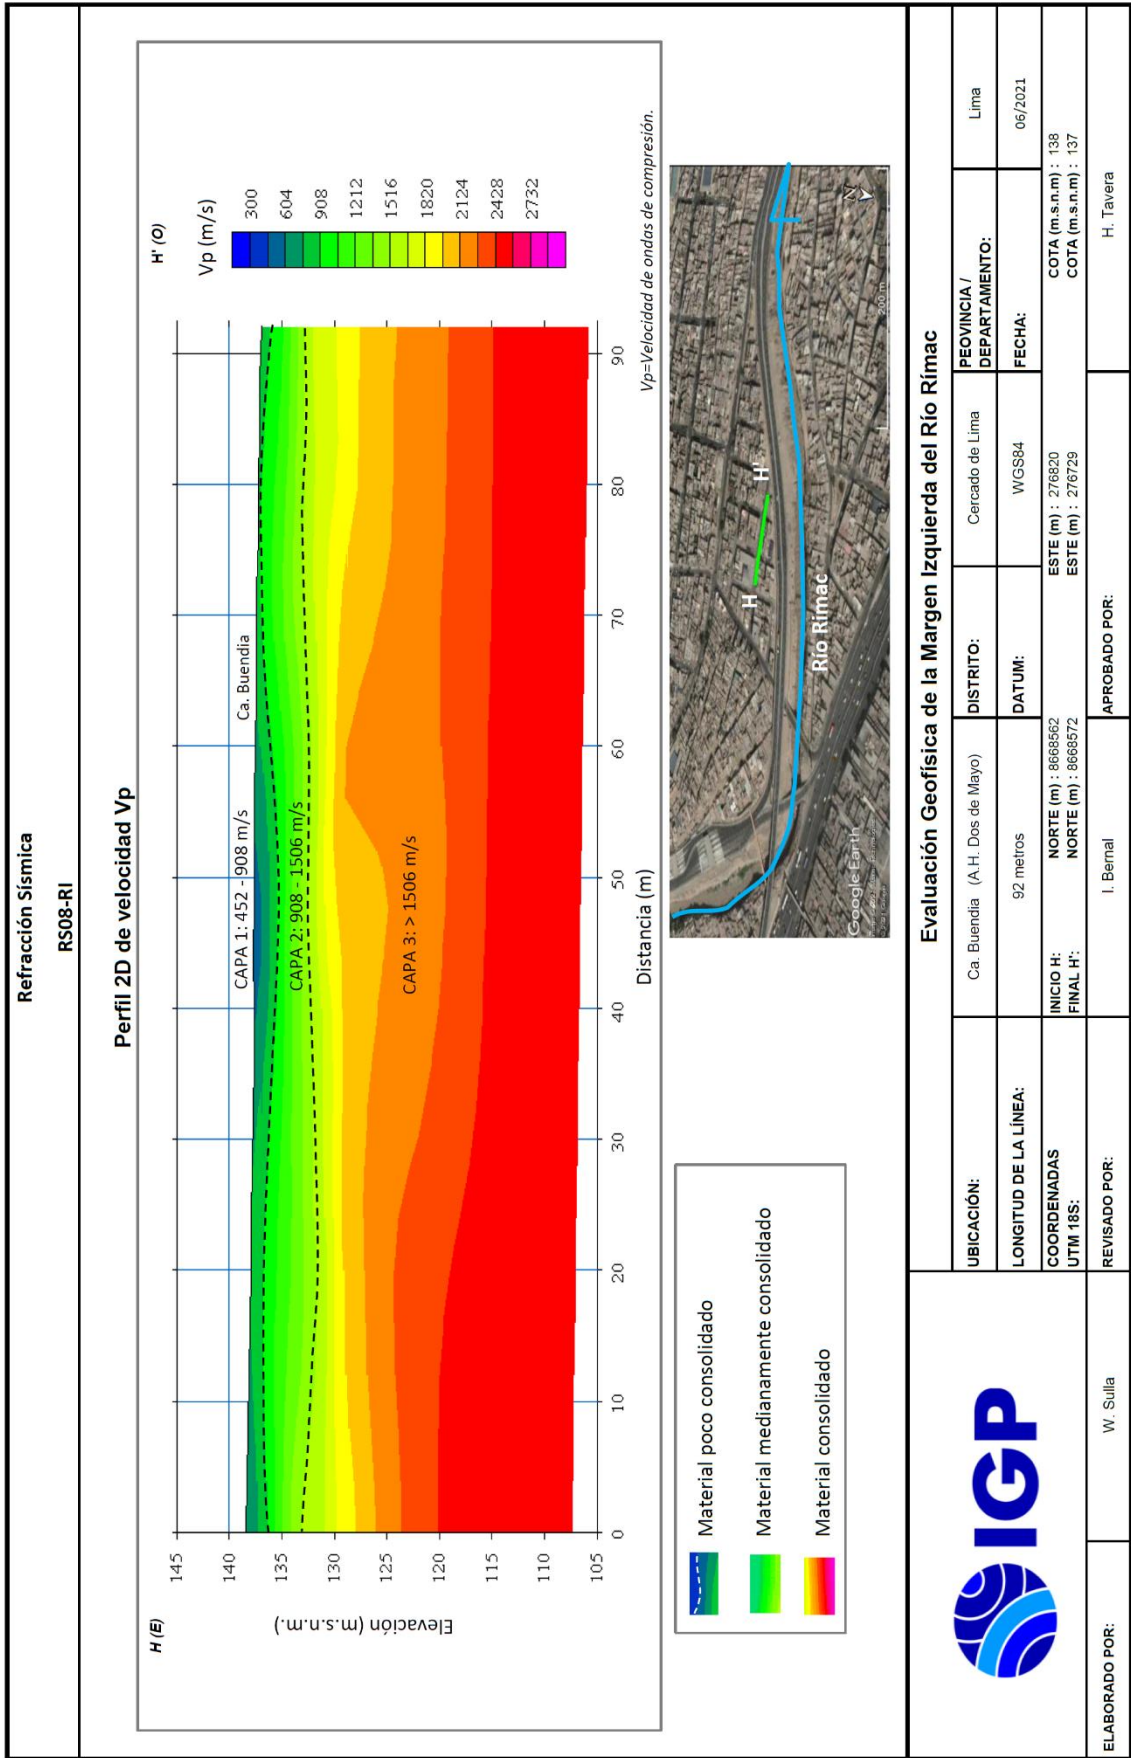 Refracción Sísmica
RS08-RI
Perfil 2D de velocidad Vp
H (E)
H' (O)
Vp (m/s)
300
604
908
1212
1516
1820
2124
2428
2732
Elevación (m.s.n.m.)
145
140
135
130
125
120
115
110
105
CAPA 1: 452 - 908 m/s
Ca. Buendia
CAPA 2: 908 - 1506 m/s
CAPA 3: > 1506 m/s
0 10 20 30 40 50 60 70 80 90
Distancia (m)
Vp=Velocidad de ondas de compresión.
Material poco consolidado
Material medianamente consolidado
Material consolidado
H
H'
Río Rimac
Google Earth
200 m
N
IGP
Evaluación Geofísica de la Margen Izquierda del Río Rímac
UBICACIÓN: Ca. Buendia (A.H. Dos de Mayo) DISTRITO: Cercado de Lima PEOVINCIA / DEPARTAMENTO: Lima
LONGITUD DE LA LÍNEA: 92 metros DATUM: WGS84 FECHA: 06/2021
COORDENADAS UTM 18S:
INICIO H: NORTE (m) : 8668562 ESTE (m) : 276820 COTA (m.s.n.m) : 138
FINAL H': NORTE (m) : 8668572 ESTE (m) : 276729 COTA (m.s.n.m) : 137
ELABORADO POR: W. Sulla REVISADO POR: I. Bernal APROBADO POR: H. Tavera